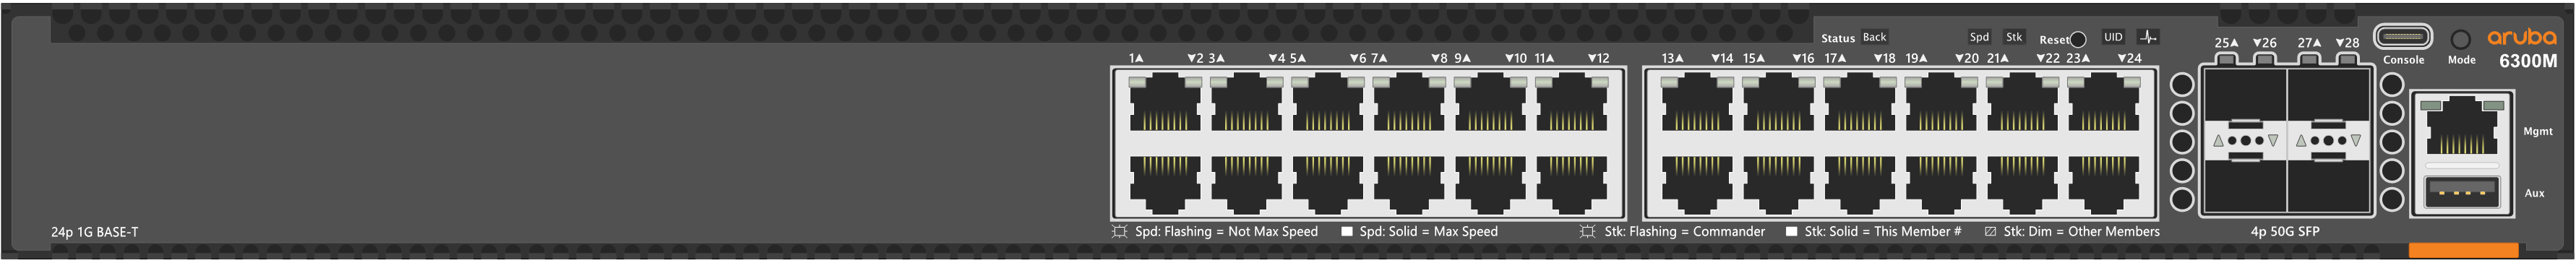 Status Back Spd Stk Reset UID
aruba
6300M
25▲ ▼26 27▲ ▼28
Console Mode
1▲ ▼2 3▲ ▼4 5▲ ▼6 7▲ ▼8 9▲ ▼10 11▲ ▼12
13▲ ▼14 15▲ ▼16 17▲ ▼18 19▲ ▼20 21▲ ▼22 23▲ ▼24
Mgmt
Aux
24p 1G BASE-T
Spd: Flashing = Not Max Speed Spd: Solid = Max Speed Stk: Flashing = Commander Stk: Solid = This Member # Stk: Dim = Other Members
4p 50G SFP